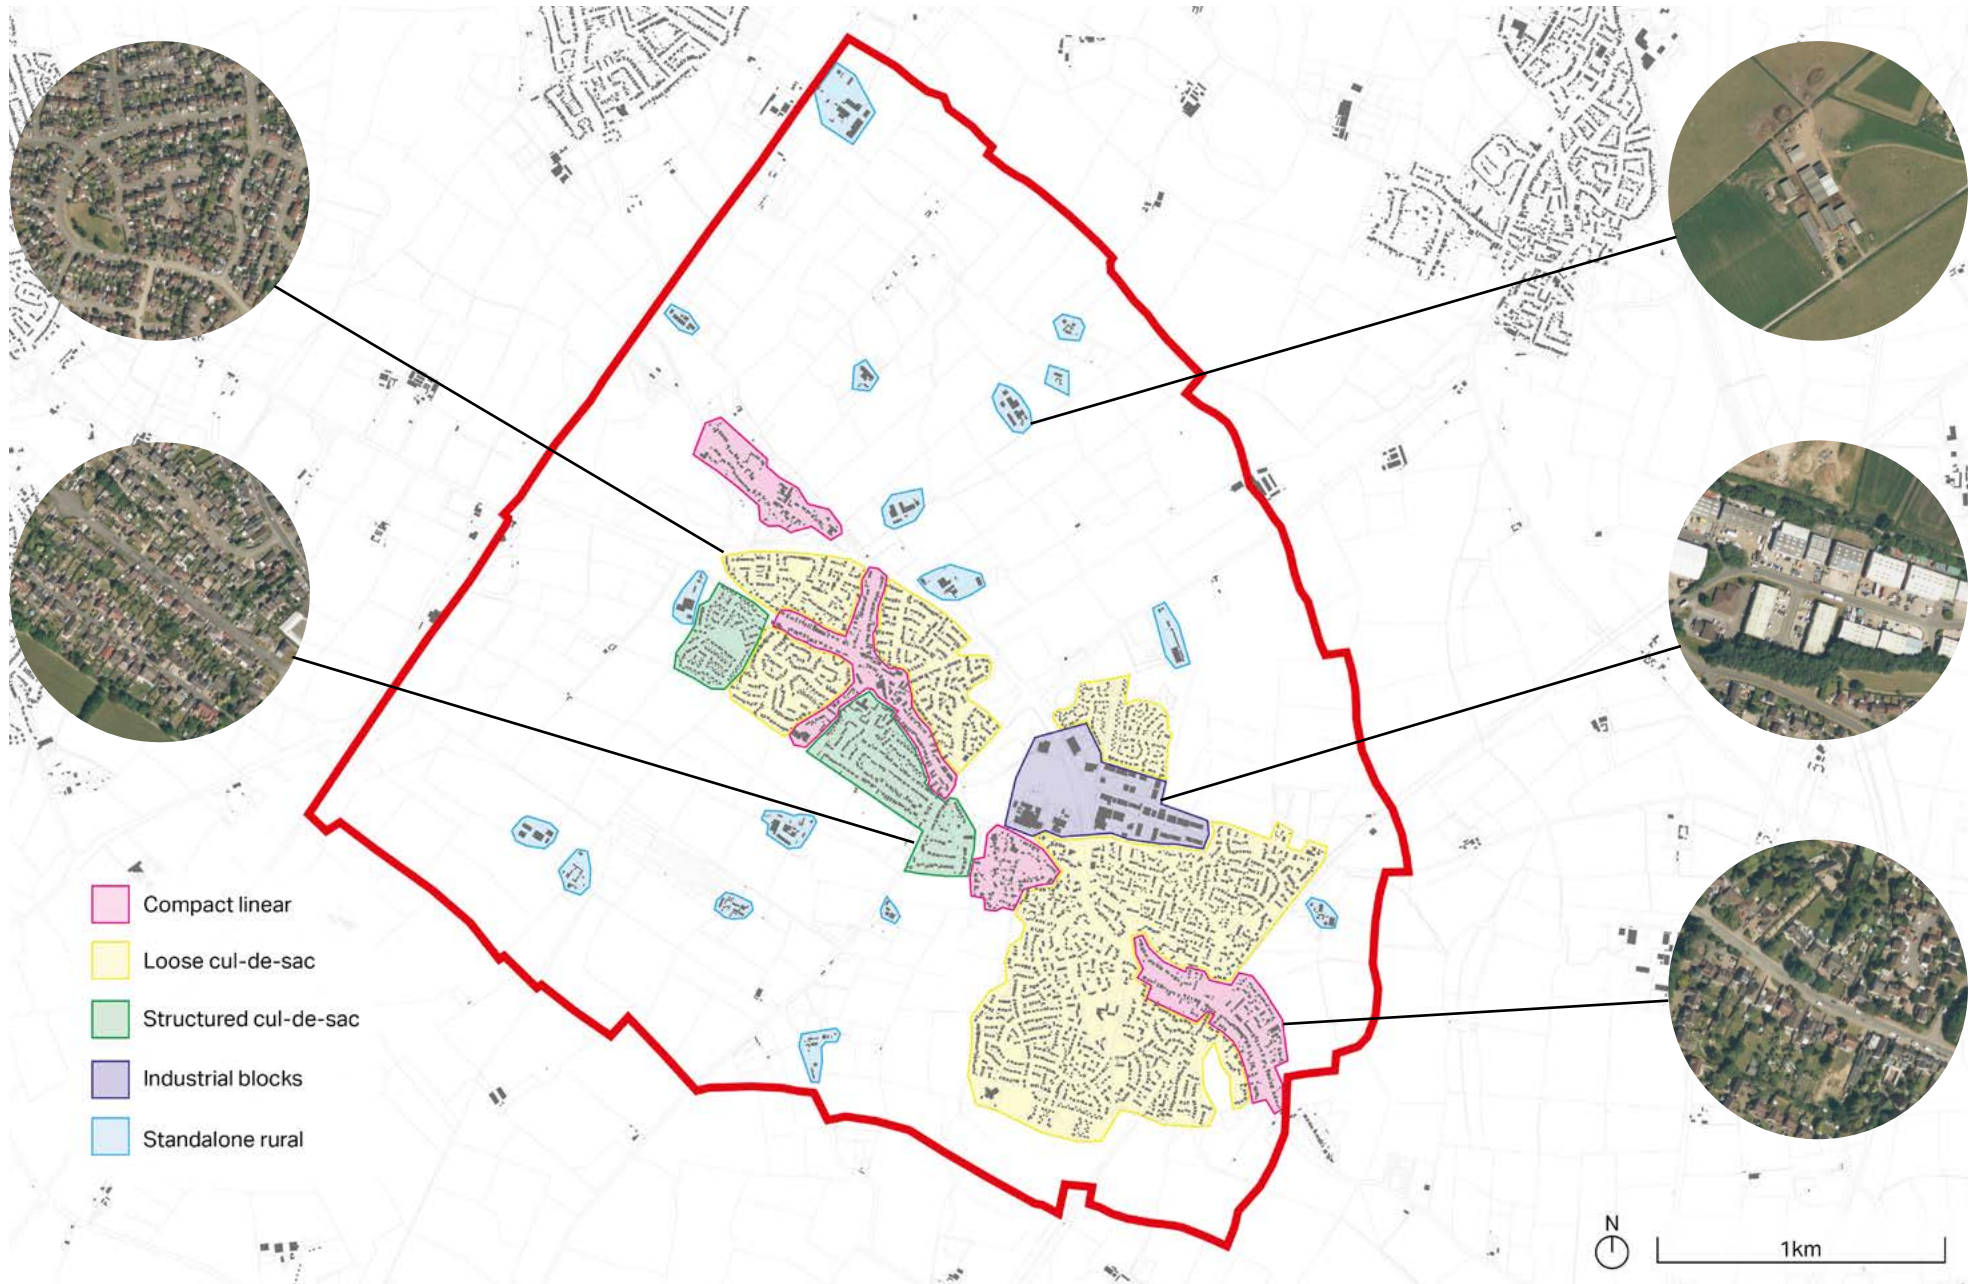 Compact linear
Loose cul-de-sac
Structured cul-de-sac
Industrial blocks
Standalone rural
N
1km